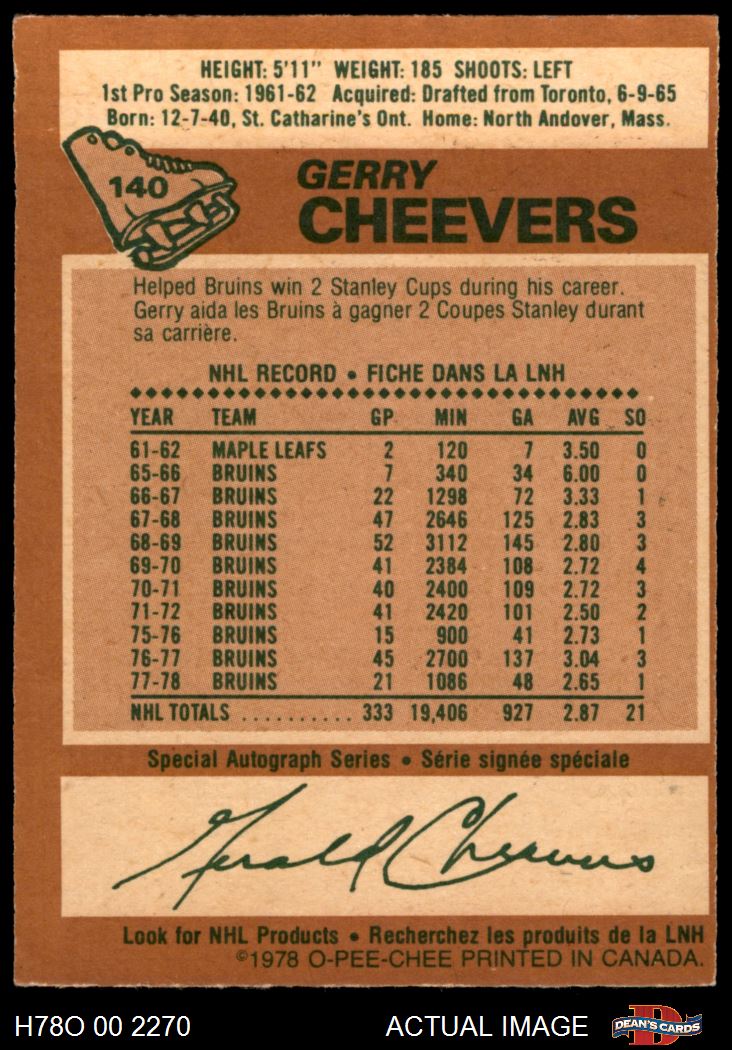 HEIGHT: 5'11" WEIGHT: 185 SHOOTS: LEFT
1st Pro Season: 1961-62 Acquired: Drafted from Toronto, 6-9-65
Born: 12-7-40, St. Catharine's Ont. Home: North Andover, Mass.
140
GERRY
CHEEVERS
Helped Bruins win 2 Stanley Cups during his career.
Gerry aida les Bruins à gagner 2 Coupes Stanley durant
sa carrière.
NHL RECORD • FICHE DANS LA LNH
YEAR TEAM GP MIN GA AVG SO
61-62 MAPLE LEAFS 2 120 7 3.50 0
65-66 BRUINS 7 340 34 6.00 0
66-67 BRUINS 22 1298 72 3.33 1
67-68 BRUINS 47 2646 125 2.83 3
68-69 BRUINS 52 3112 145 2.80 3
69-70 BRUINS 41 2384 108 2.72 4
70-71 BRUINS 40 2400 109 2.72 3
71-72 BRUINS 41 2420 101 2.50 2
75-76 BRUINS 15 900 41 2.73 1
76-77 BRUINS 45 2700 137 3.04 3
77-78 BRUINS 21 1086 48 2.65 1
NHL TOTALS .......... 333 19,406 927 2.87 21
Special Autograph Series • Série signée spéciale
Gerald Cheevers
Look for NHL Products • Recherchez les produits de la LNH
©1978 O-PEE-CHEE PRINTED IN CANADA.
H78O 00 2270 ACTUAL IMAGE
D
DEAN'S CARDS